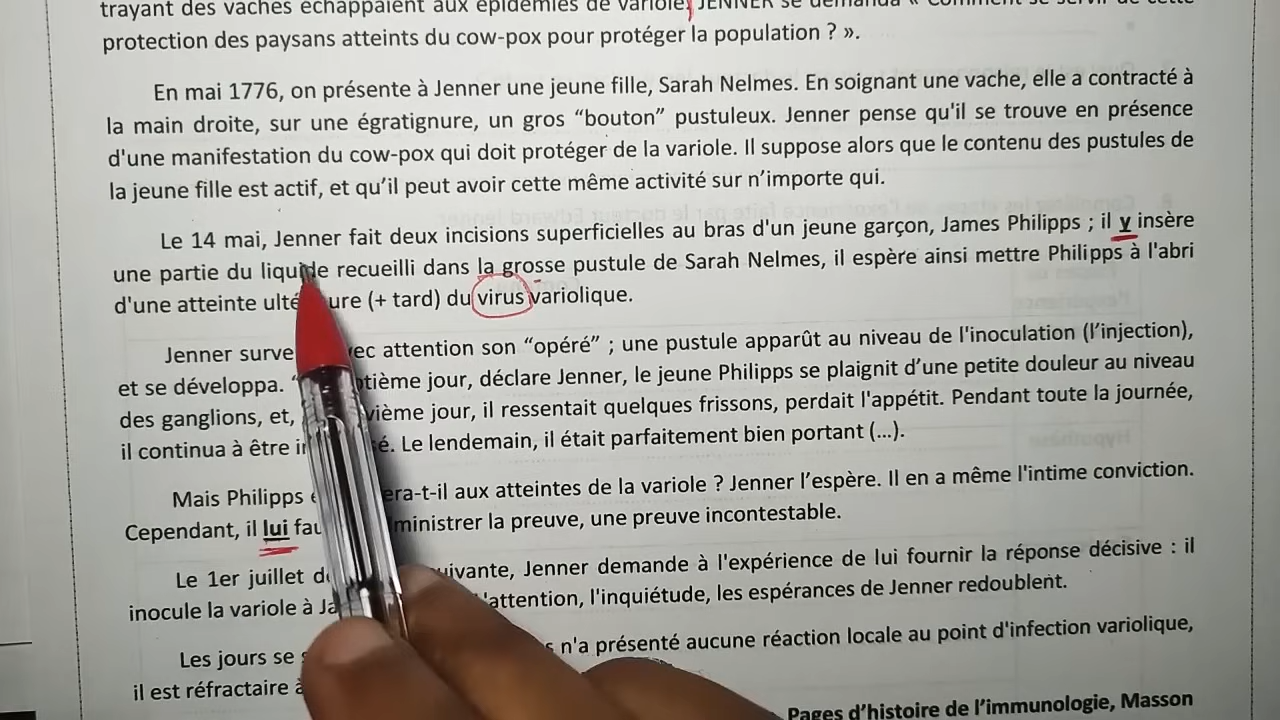 trayant des vaches échappaient aux épidémies de variole, JENNER se demanda « Comment se servir de cette
protection des paysans atteints du cow-pox pour protéger la population ? ».
En mai 1776, on présente à Jenner une jeune fille, Sarah Nelmes. En soignant une vache, elle a contracté à
la main droite, sur une égratignure, un gros “bouton” pustuleux. Jenner pense qu'il se trouve en présence
d'une manifestation du cow-pox qui doit protéger de la variole. Il suppose alors que le contenu des pustules de
la jeune fille est actif, et qu’il peut avoir cette même activité sur n’importe qui.
Le 14 mai, Jenner fait deux incisions superficielles au bras d'un jeune garçon, James Philipps ; il y insère
une partie du liquide recueilli dans la grosse pustule de Sarah Nelmes, il espère ainsi mettre Philipps à l'abri
d'une atteinte ulté ure (+ tard) du virus variolique.
Jenner surve ec attention son “opéré” ; une pustule apparût au niveau de l'inoculation (l’injection),
et se développa. “ tième jour, déclare Jenner, le jeune Philipps se plaignit d’une petite douleur au niveau
des ganglions, et, vième jour, il ressentait quelques frissons, perdait l'appétit. Pendant toute la journée,
il continua à être in sé. Le lendemain, il était parfaitement bien portant (...).
Mais Philipps era-t-il aux atteintes de la variole ? Jenner l’espère. Il en a même l'intime conviction.
Cependant, il lui fau ministrer la preuve, une preuve incontestable.
Le 1er juillet de uivante, Jenner demande à l'expérience de lui fournir la réponse décisive : il
inocule la variole à Ja 'attention, l'inquiétude, les espérances de Jenner redoublent.
Les jours se s n'a présenté aucune réaction locale au point d'infection variolique,
il est réfractaire à
Pages d’histoire de l’immunologie, Masson